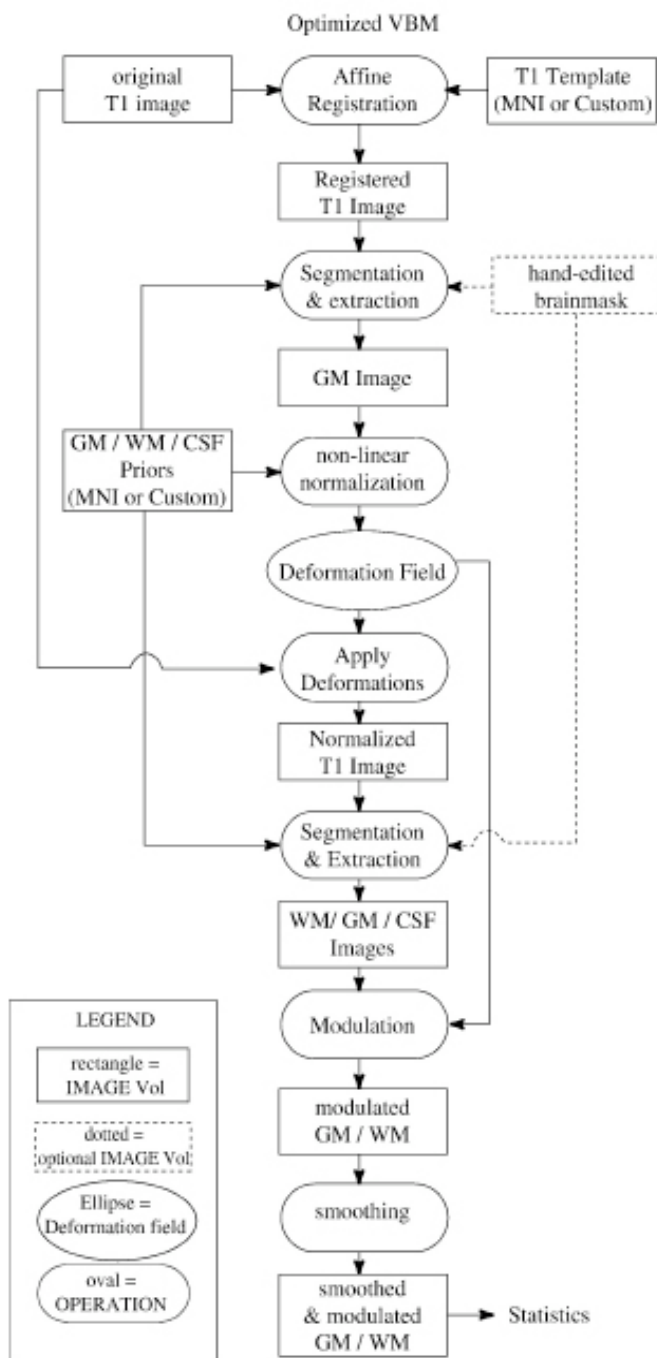 Optimized VBM
original
T1 image
Affine
Registration
T1 Template
(MNI or Custom)
Registered
T1 Image
Segmentation
& extraction
hand-edited
brainmask
GM Image
GM / WM / CSF
Priors
(MNI or Custom)
non-linear
normalization
Deformation Field
Apply
Deformations
Normalized
T1 Image
Segmentation
& Extraction
WM/ GM / CSF
Images
Modulation
modulated
GM / WM
smoothing
smoothed
& modulated
GM / WM
Statistics
LEGEND
rectangle =
IMAGE Vol
dotted =
optional IMAGE Vol
Ellipse =
Deformation field
oval =
OPERATION